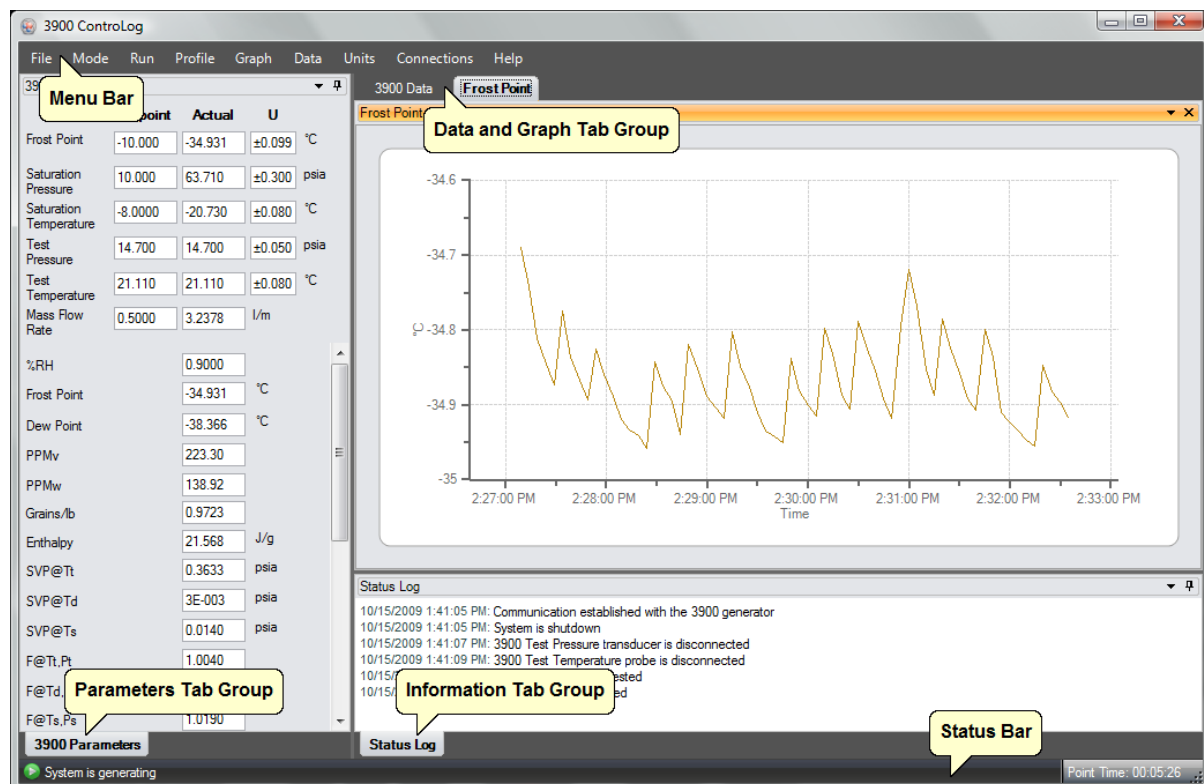 3900 ControLog
File Mode Run Profile Graph Data Units Connections Help
Menu Bar
3900 Data Frost Point
Frost Point
Data and Graph Tab Group
Actual U
Frost Point -10.000 -34.931 ±0.099 °C
Saturation Pressure 10.000 63.710 ±0.300 psia
Saturation Temperature -8.0000 -20.730 ±0.080 °C
Test Pressure 14.700 14.700 ±0.050 psia
Test Temperature 21.110 21.110 ±0.080 °C
Mass Flow Rate 0.5000 3.2378 l/m
%RH 0.9000
Frost Point -34.931 °C
Dew Point -38.366 °C
PPMv 223.30
PPMw 138.92
Grains/lb 0.9723
Enthalpy 21.568 J/g
SVP@Tt 0.3633 psia
SVP@Td 3E-003 psia
SVP@Ts 0.0140 psia
F@Tt,Pt 1.0040
F@Td,
F@Ts,Ps 1.0190
Parameters Tab Group
3900 Parameters
-34.6
-34.7
°C
-34.8
-34.9
-35
2:27:00 PM 2:28:00 PM 2:29:00 PM 2:30:00 PM 2:31:00 PM 2:32:00 PM 2:33:00 PM
Time
Status Log
10/15/2009 1:41:05 PM: Communication established with the 3900 generator
10/15/2009 1:41:05 PM: System is shutdown
10/15/2009 1:41:07 PM: 3900 Test Pressure transducer is disconnected
10/15/2009 1:41:09 PM: 3900 Test Temperature probe is disconnected
Information Tab Group
Status Log
Status Bar
System is generating
Point Time: 00:05:26